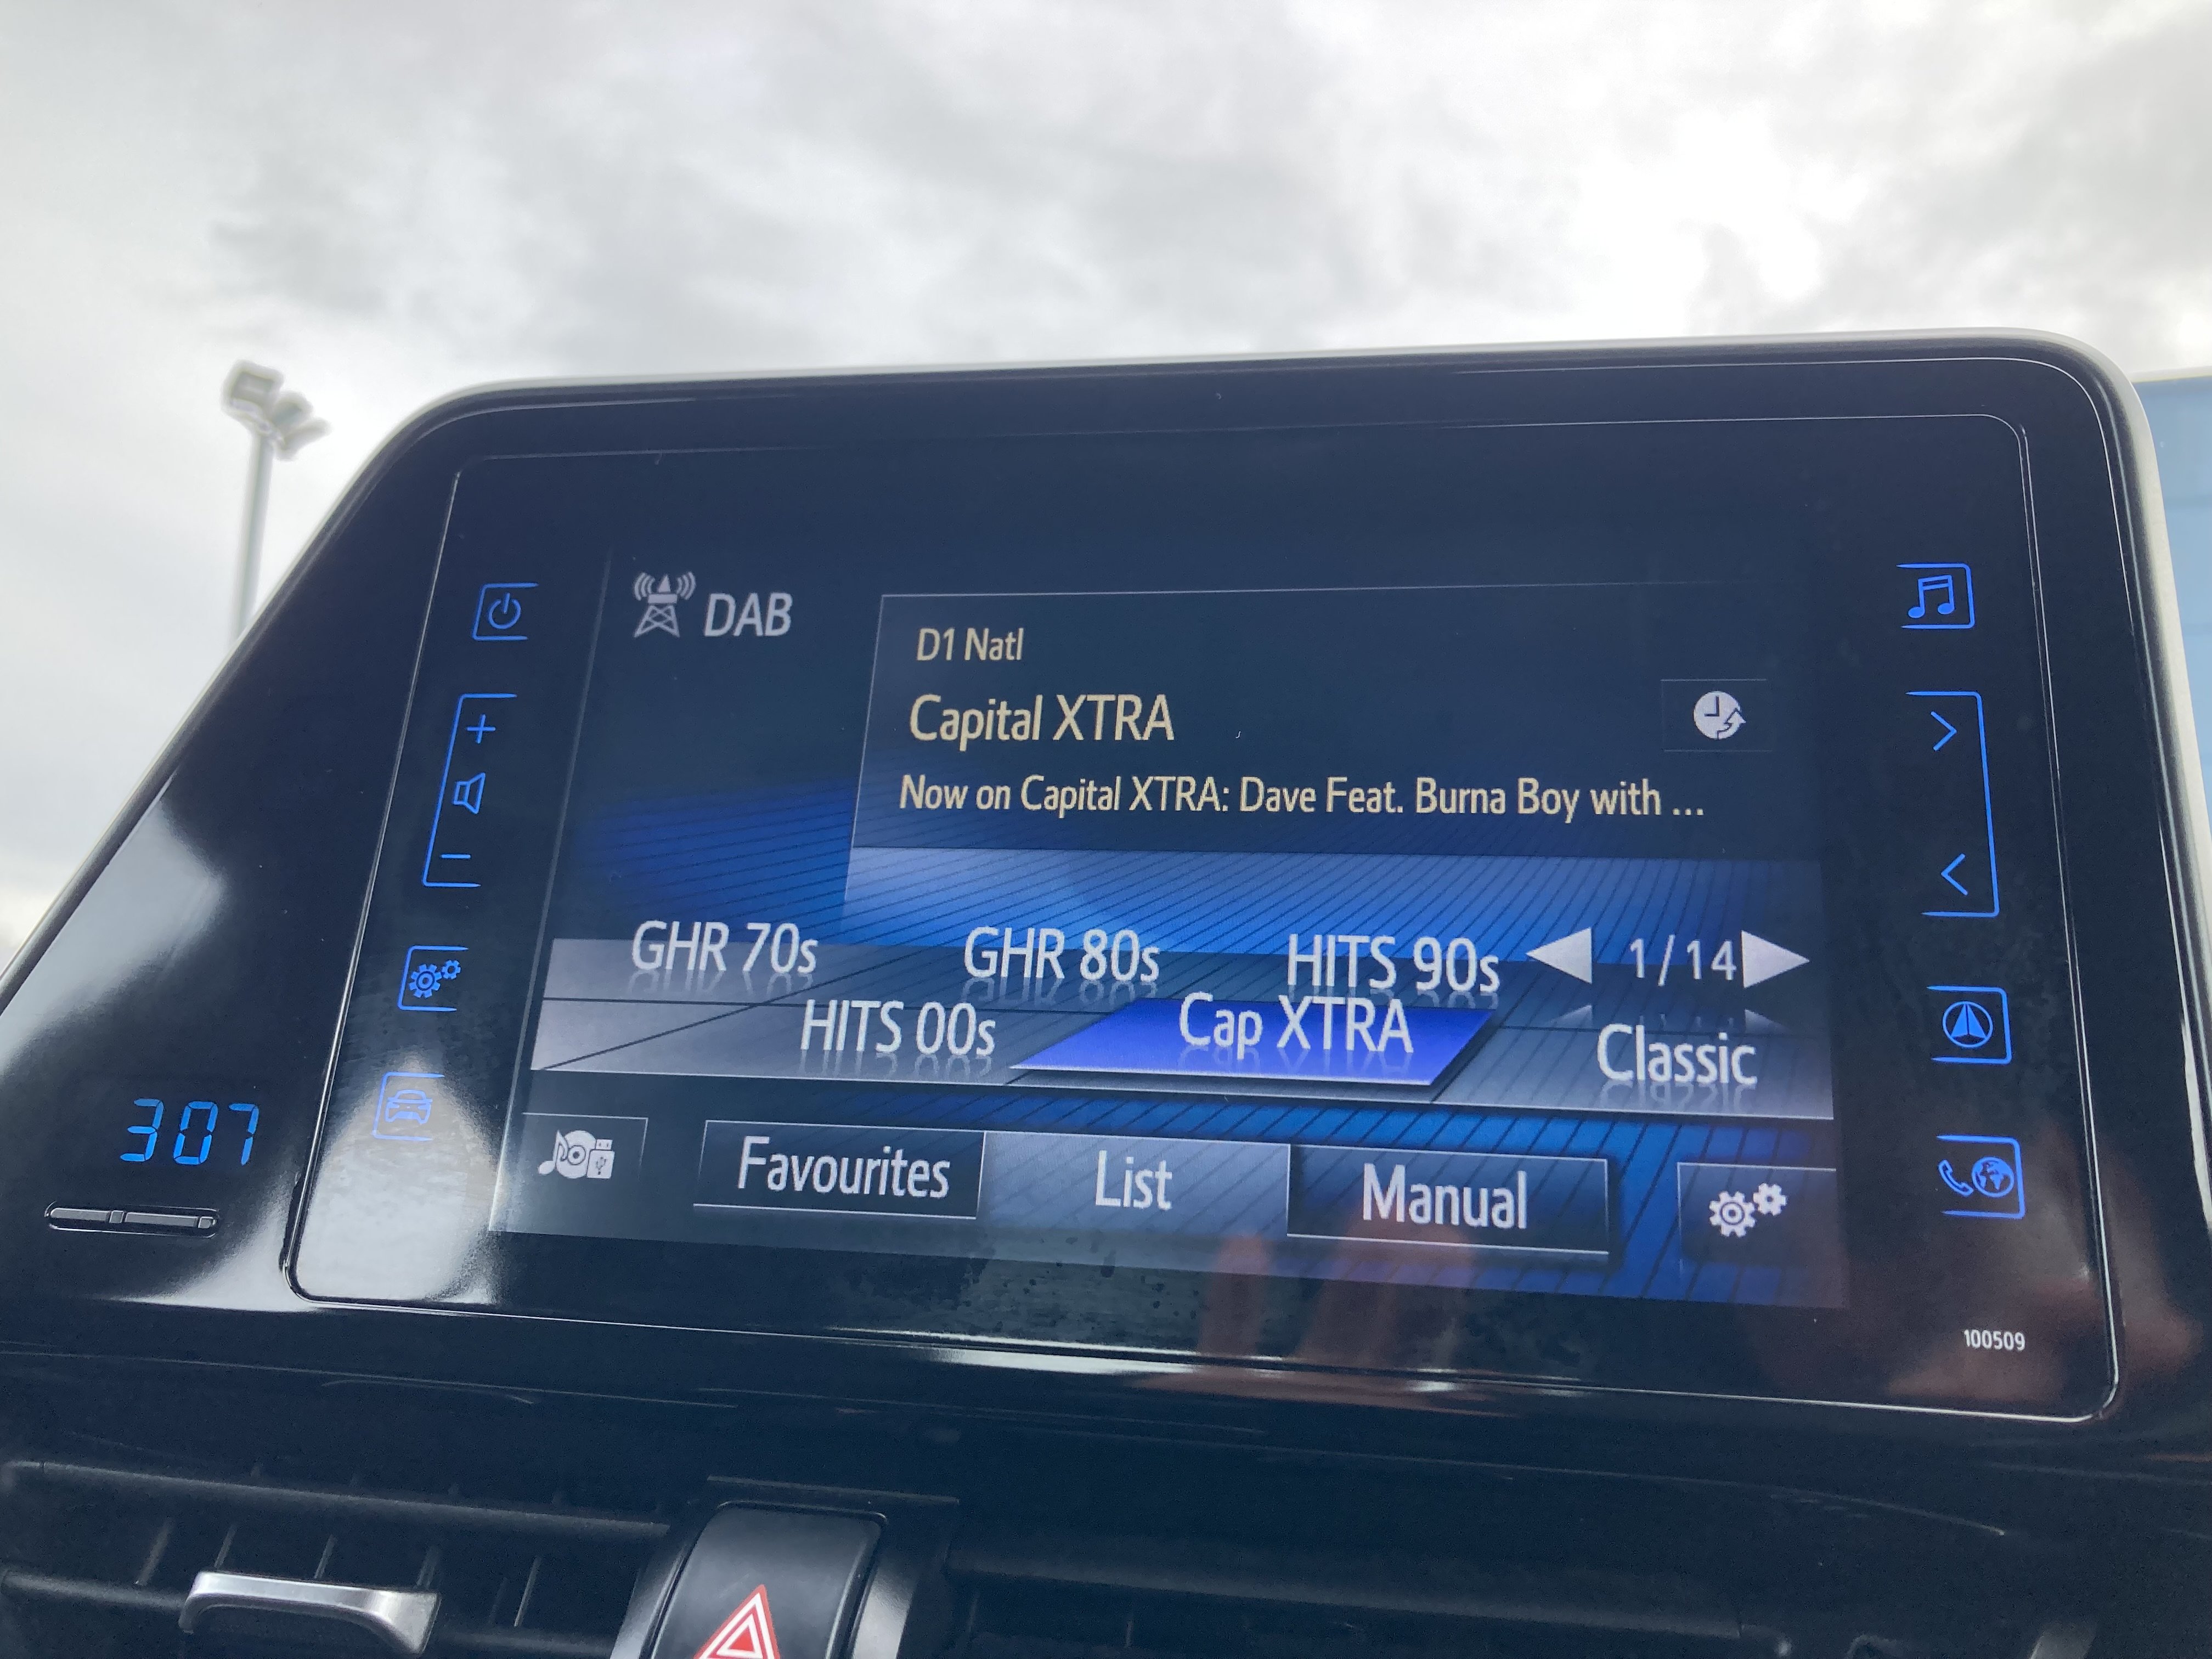 DAB
D1 Natl
Capital XTRA
Now on Capital XTRA: Dave Feat. Burna Boy with ...
GHR 70s GHR 80s HITS 90s 1/14
HITS 00s Cap XTRA Classic
307
Favourites List Manual
100509